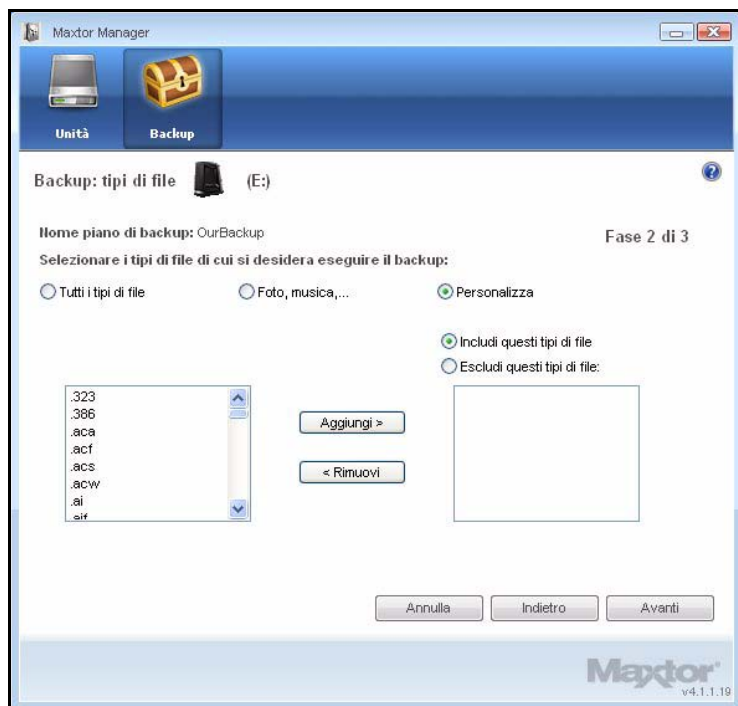 Maxtor Manager
Unità
Backup
Backup: tipi di file (E:)
Nome piano di backup: OurBackup
Fase 2 di 3
Selezionare i tipi di file di cui si desidera eseguire il backup:
Tutti i tipi di file
Foto, musica,...
Personalizza
Includi questi tipi di file
Escludi questi tipi di file:
.323
.386
.aca
.acf
.acs
.acw
.ai
.aif
Aggiungi >
< Rimuovi
Annulla
Indietro
Avanti
Maxtor
v4.1.1.19